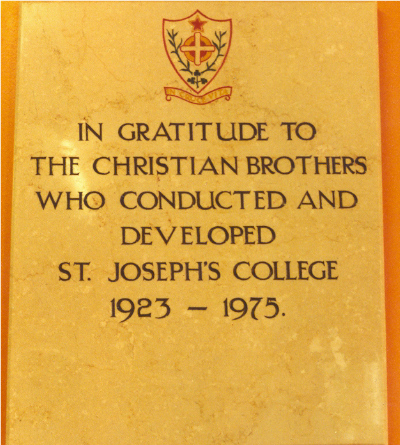 IN GRATITUDE TO
THE CHRISTIAN BROTHERS
WHO CONDUCTED AND
DEVELOPED
ST. JOSEPH'S COLLEGE
1923 – 1975.